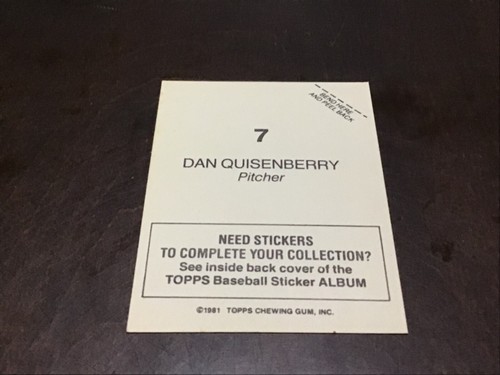 BEND HERE
AND PEEL BACK
7
DAN QUISENBERRY
Pitcher
NEED STICKERS
TO COMPLETE YOUR COLLECTION?
See inside back cover of the
TOPPS Baseball Sticker ALBUM
©1981 TOPPS CHEWING GUM, INC.